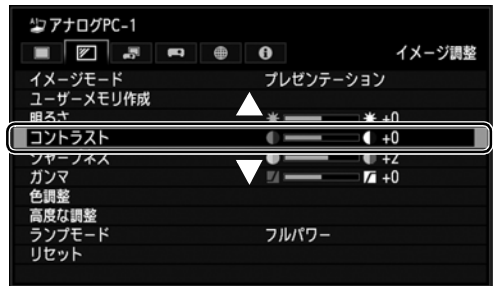 アナログPC-1
イメージ調整
イメージモード プレゼンテーション
ユーザーメモリ作成
明るさ +0
コントラスト +0
シャープネス +2
ガンマ +0
色調整
高度な調整
ランプモード フルパワー
リセット